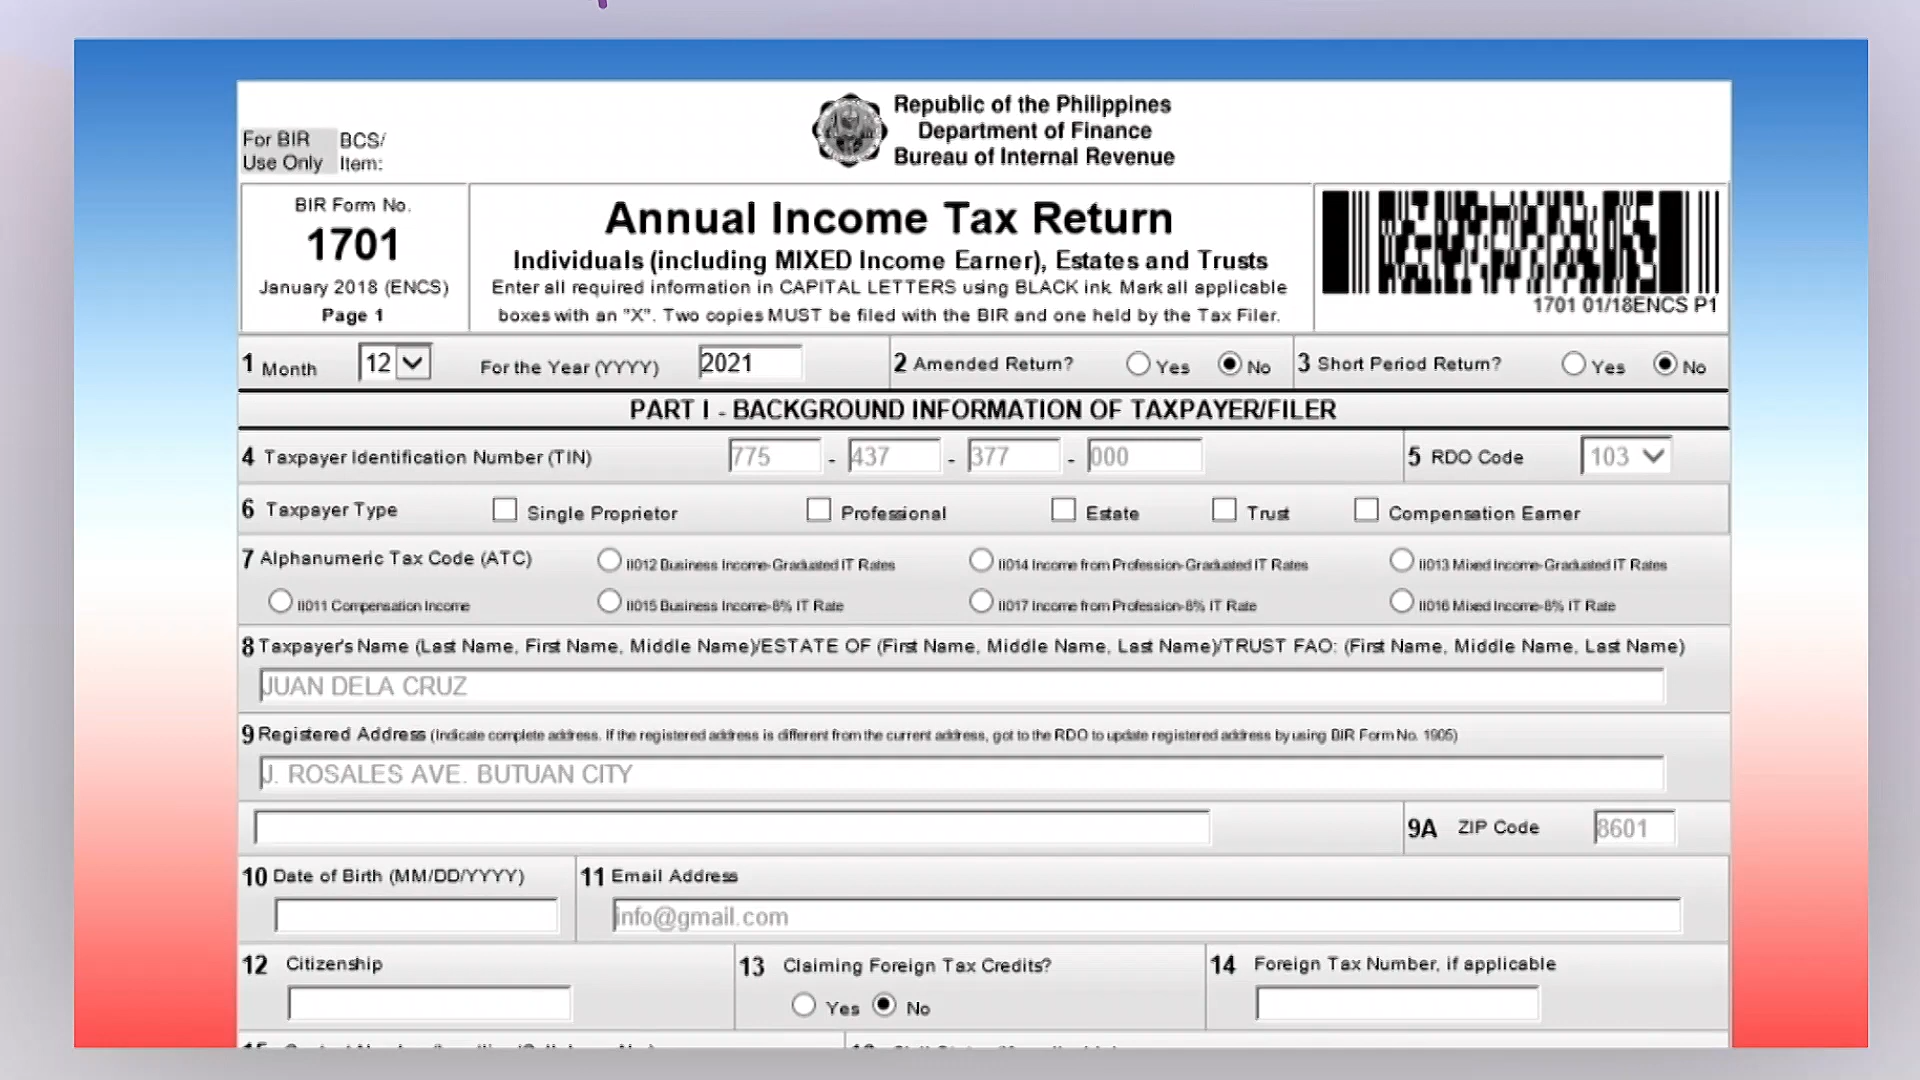 Republic of the Philippines
Department of Finance
Bureau of Internal Revenue
For BIR Use Only
BCS/ Item:
BIR Form No.
1701
January 2018 (ENCS)
Page 1
Annual Income Tax Return
Individuals (including MIXED Income Earner), Estates and Trusts
Enter all required information in CAPITAL LETTERS using BLACK ink. Mark all applicable
boxes with an "X". Two copies MUST be filed with the BIR and one held by the Tax Filer.
1701 01/18ENCS P1
1 Month 12 For the Year (YYYY) 2021 2 Amended Return? Yes No 3 Short Period Return? Yes No
PART I - BACKGROUND INFORMATION OF TAXPAYER/FILER
4 Taxpayer Identification Number (TIN) 775 - 437 - 377 - 000 5 RDO Code 103
6 Taxpayer Type Single Proprietor Professional Estate Trust Compensation Earner
7 Alphanumeric Tax Code (ATC) II012 Business Income-Graduated IT Rates II014 Income from Profession-Graduated IT Rates II013 Mixed Income-Graduated IT Rates
II011 Compensation Income II015 Business Income-8% IT Rate II017 Income from Profession-8% IT Rate II016 Mixed Income-8% IT Rate
8 Taxpayer's Name (Last Name, First Name, Middle Name)/ESTATE OF (First Name, Middle Name, Last Name)/TRUST FAO: (First Name, Middle Name, Last Name)
JUAN DELA CRUZ
9 Registered Address (Indicate complete address. If the registered address is different from the current address, got to the RDO to update registered address by using BIR Form No. 1905)
J. ROSALES AVE. BUTUAN CITY
9A ZIP Code 8601
10 Date of Birth (MM/DD/YYYY) 11 Email Address
info@gmail.com
12 Citizenship 13 Claiming Foreign Tax Credits? 14 Foreign Tax Number, if applicable
Yes No